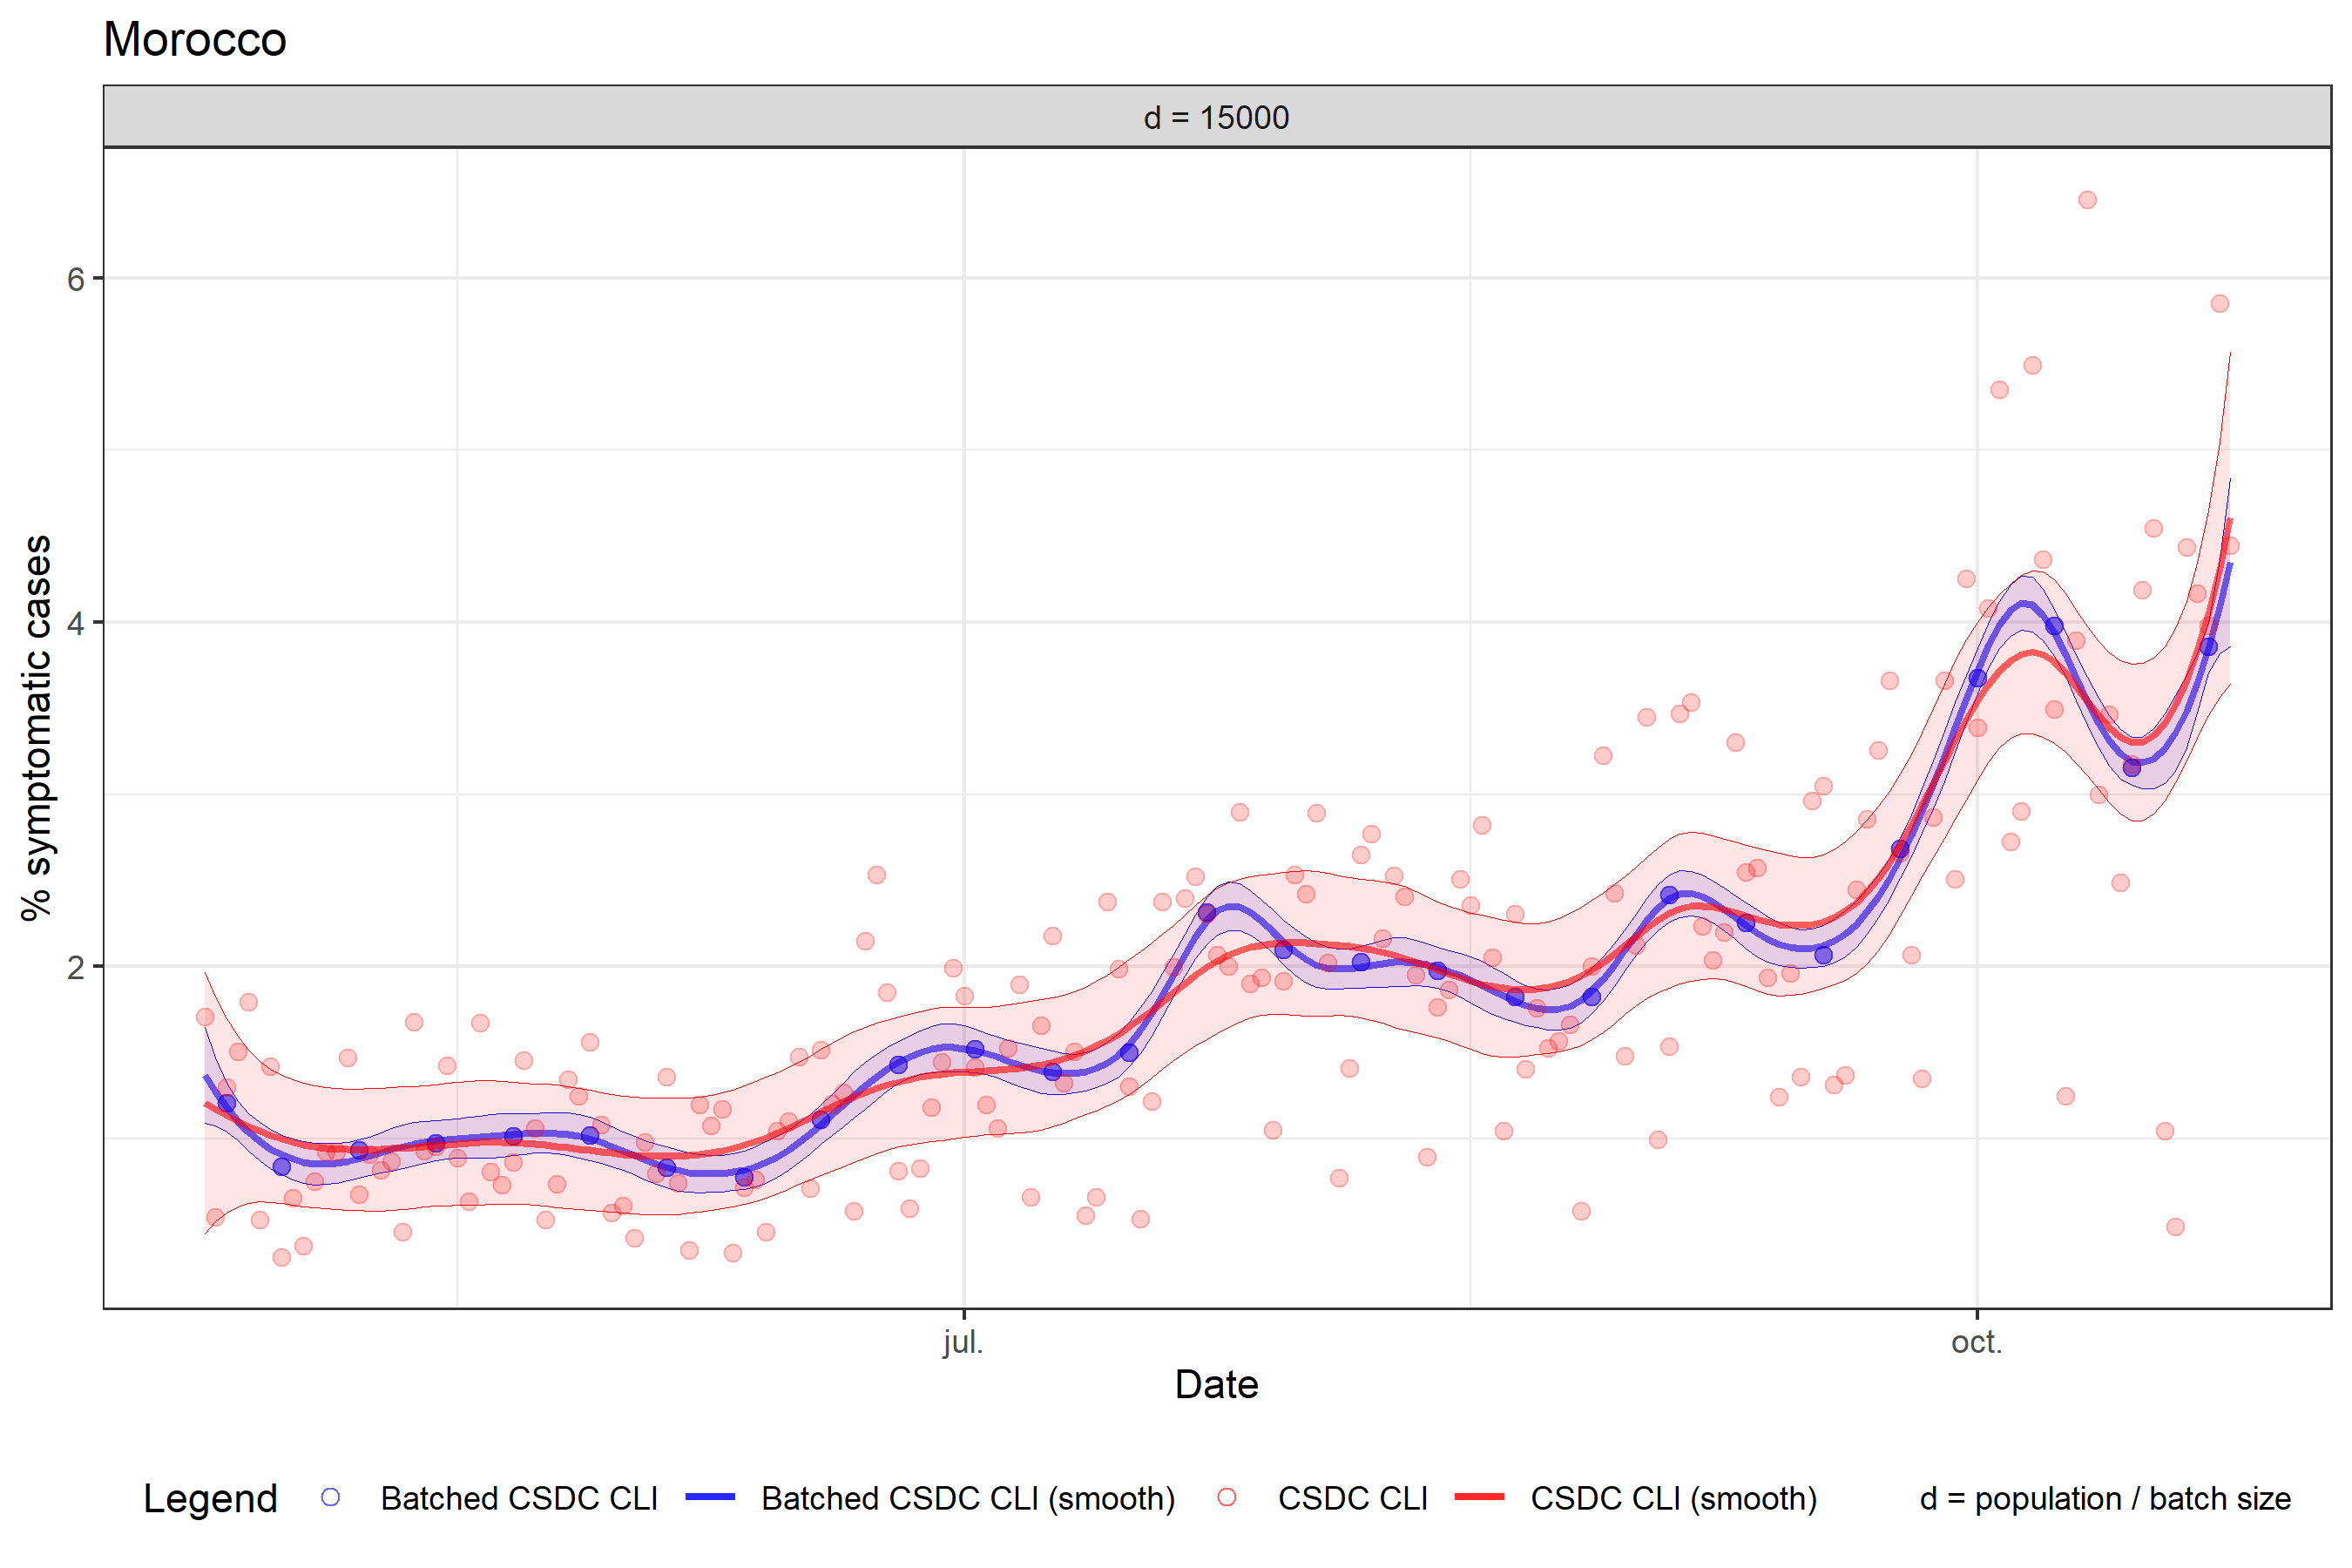 Morocco
d = 15000
% symptomatic cases
6
4
2
jul.
oct.
Date
Legend
Batched CSDC CLI
Batched CSDC CLI (smooth)
CSDC CLI
CSDC CLI (smooth)
d = population / batch size